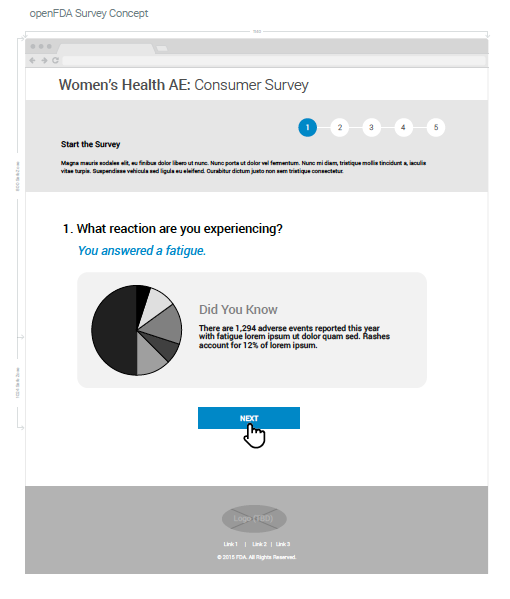 openFDA Survey Concept
Women's Health AE: Consumer Survey
1 2 3 4 5
Start the Survey
Magna mauris sodales elit, eu finibus dolor libero ut nunc. Nunc porta ut dolor vel fermentum. Nunc mi diam, tristique mollis tincidunt a, iaculis
vitae turpis. Suspendisse vehicula sed ligula eu eleifend. Curabitur dictum justo non sem tristique consectetur.
1. What reaction are you experiencing?
You answered a fatigue.
Did You Know
There are 1,294 adverse events reported this year
with fatigue lorem ipsum ut dolor quam sed. Rashes
account for 12% of lorem ipsum.
NEXT
Logo (TBD)
Link 1 | Link 2 | Link 3
© 2015 FDA. All Rights Reserved.